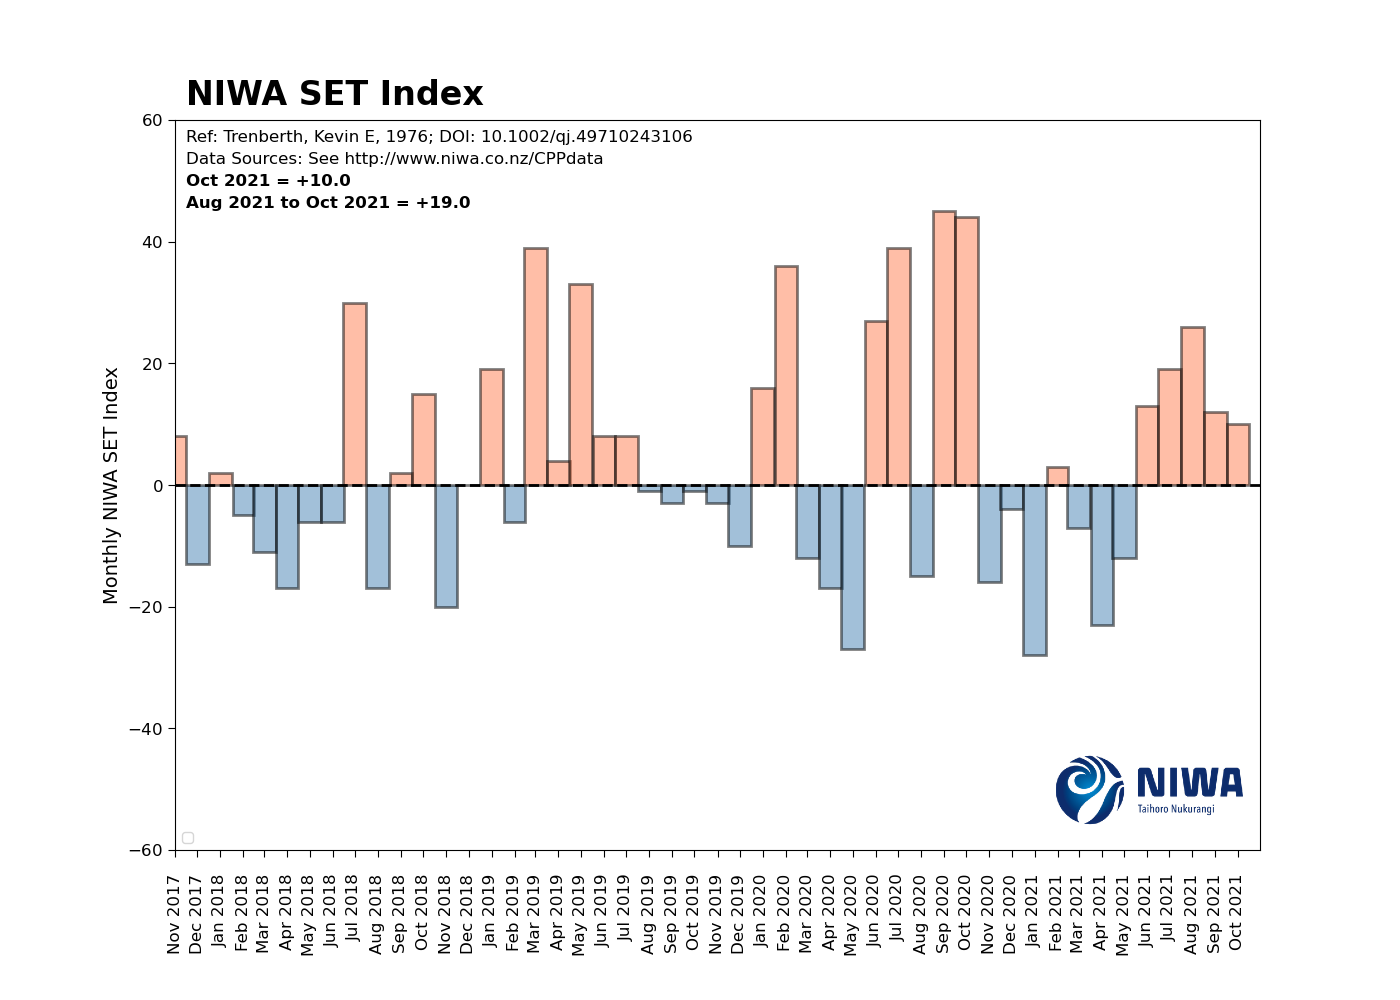 NIWA SET Index
Ref: Trenberth, Kevin E, 1976; DOI: 10.1002/qj.49710243106
Data Sources: See http://www.niwa.co.nz/CPPdata
Oct 2021 = +10.0
Aug 2021 to Oct 2021 = +19.0
Monthly NIWA SET Index
60
40
20
0
−20
−40
−60
NIWA
Taihoro Nukurangi
Nov 2017
Dec 2017
Jan 2018
Feb 2018
Mar 2018
Apr 2018
May 2018
Jun 2018
Jul 2018
Aug 2018
Sep 2018
Oct 2018
Nov 2018
Dec 2018
Jan 2019
Feb 2019
Mar 2019
Apr 2019
May 2019
Jun 2019
Jul 2019
Aug 2019
Sep 2019
Oct 2019
Nov 2019
Dec 2019
Jan 2020
Feb 2020
Mar 2020
Apr 2020
May 2020
Jun 2020
Jul 2020
Aug 2020
Sep 2020
Oct 2020
Nov 2020
Dec 2020
Jan 2021
Feb 2021
Mar 2021
Apr 2021
May 2021
Jun 2021
Jul 2021
Aug 2021
Sep 2021
Oct 2021